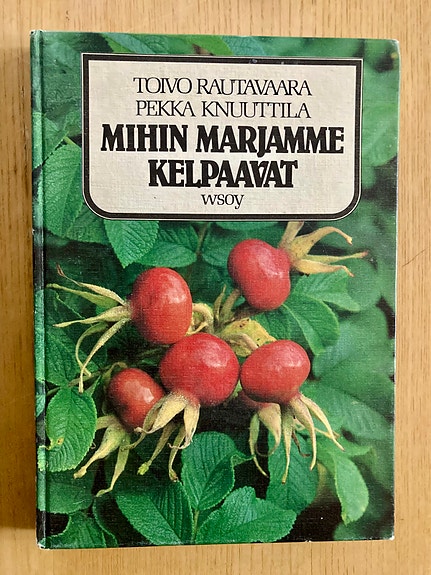 TOIVO RAUTAVAARA
PEKKA KNUUTTILA
MIHIN MARJAMME
KELPAAVAT
wsoy